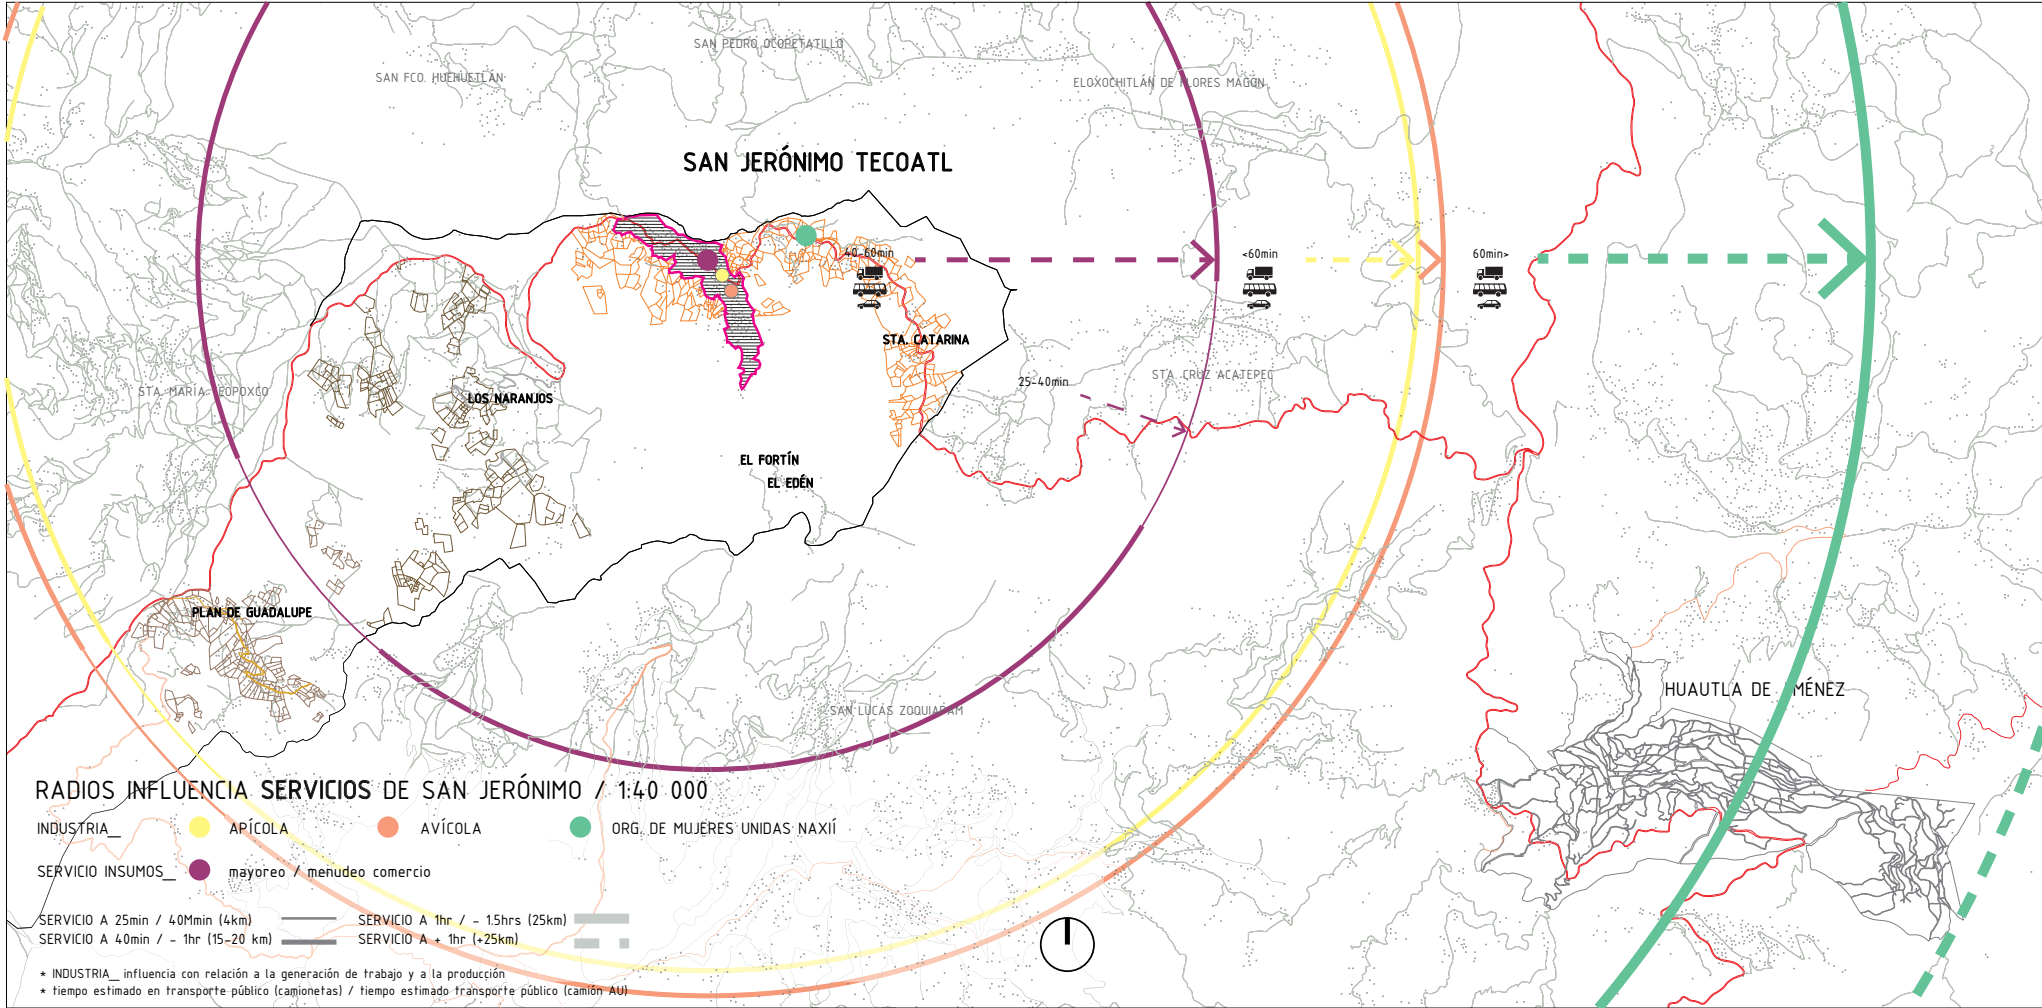 SAN PEDRO OCOPETATILLO
SAN FCO. HUEHUETLÁN
ELOXOCHITLÁN DE FLORES MAGÓN
SAN JERÓNIMO TECOATL
40-60min
<60min
60min>
STA. CATARINA
25-40min
STA. CRUZ ACATEPEC
STA. MARÍA TEOPOXCO
LOS NARANJOS
EL FORTÍN
EL EDÉN
PLAN DE GUADALUPE
HUAUTLA DE JIMÉNEZ
SAN LUCAS ZOQUIAPAM
RADIOS INFLUENCIA SERVICIOS DE SAN JERÓNIMO / 1:40 000
INDUSTRIA_ APÍCOLA AVÍCOLA ORG. DE MUJERES UNIDAS NAXIÍ
SERVICIO INSUMOS_ mayoreo / menudeo comercio
SERVICIO A 25min / 40Mmin (4km) SERVICIO A 1hr / - 1.5hrs (25km)
SERVICIO A 40min / - 1hr (15-20 km) SERVICIO A + 1hr (+25km)
* INDUSTRIA_ influencia con relación a la generación de trabajo y a la producción
* tiempo estimado en transporte público (camionetas) / tiempo estimado transporte público (camión AU)